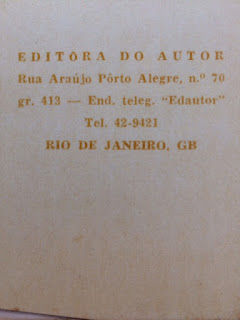 EDITÔRA DO AUTOR
Rua Araújo Pôrto Alegre, n.º 70
gr. 413 — End. teleg. "Edautor"
Tel. 42-9421
RIO DE JANEIRO, GB